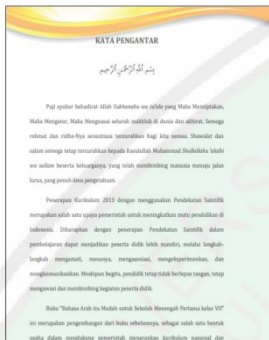 KATA PENGANTAR
بِسْمِ اللَّهِ الرَّحْمَٰنِ الرَّحِيمِ
Puji syukur kehadirat Allah Subhanahu wa ta'ala yang Maha Menciptakan,
Maha Mengatur, Maha Menguasai seluruh makhluk di dunia dan akhirat. Semoga
rahmat dan ridha-Nya senantiasa tercurahkan bagi kita semua. Shawalat dan
salam semoga tetap tercurahkan kepada Rasulullah Muhammad Shallallahu 'alaihi
wa sallam beserta keluarganya, yang telah membimbing manusia menuju jalan
lurus, yang penuh ilmu pengetahuan.
Penerapan Kurikulum 2013 dengan menggunakan Pendekatan Saintifik
merupakan salah satu upaya pemerintah untuk meningkatkan mutu pendidikan di
Indonesia. Diharapkan dengan penerapan Pendekatan Saintifik dalam
pembelajaran dapat menjadikan peserta didik lebih mandiri, melalui langkah-
langkah mengamati, menanya, mengasosiasi, mengeksperimenkan, dan
mengkomunikasikan. Meskipun begitu, pendidik tetap tidak berlepas tangan, tetap
mengawasi dan membimbing kegiatan peserta didik.
Buku "Bahasa Arab itu Mudah untuk Sekolah Menengah Pertama kelas VII"
ini merupakan pengembangan dari buku sebelumnya, sebagai salah satu bentuk
usaha dalam mendukung pemerintah menerapkan kurikulum nasional dan